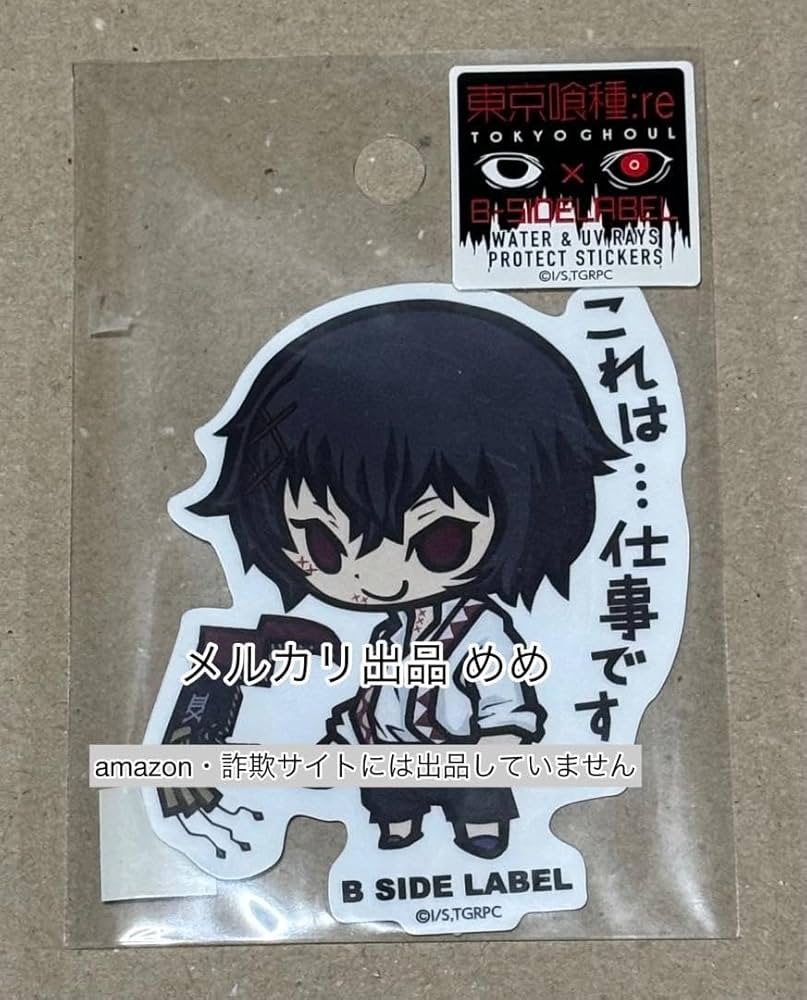 東京喰種:re
TOKYO GHOUL
×
B-SIDELABEL
WATER & UV RAYS
PROTECT STICKERS
©I/S,TGRPC
これは…仕事です
メルカリ出品 めめ
amazon・詐欺サイトには出品していません
B SIDE LABEL
©I/S,TGRPC